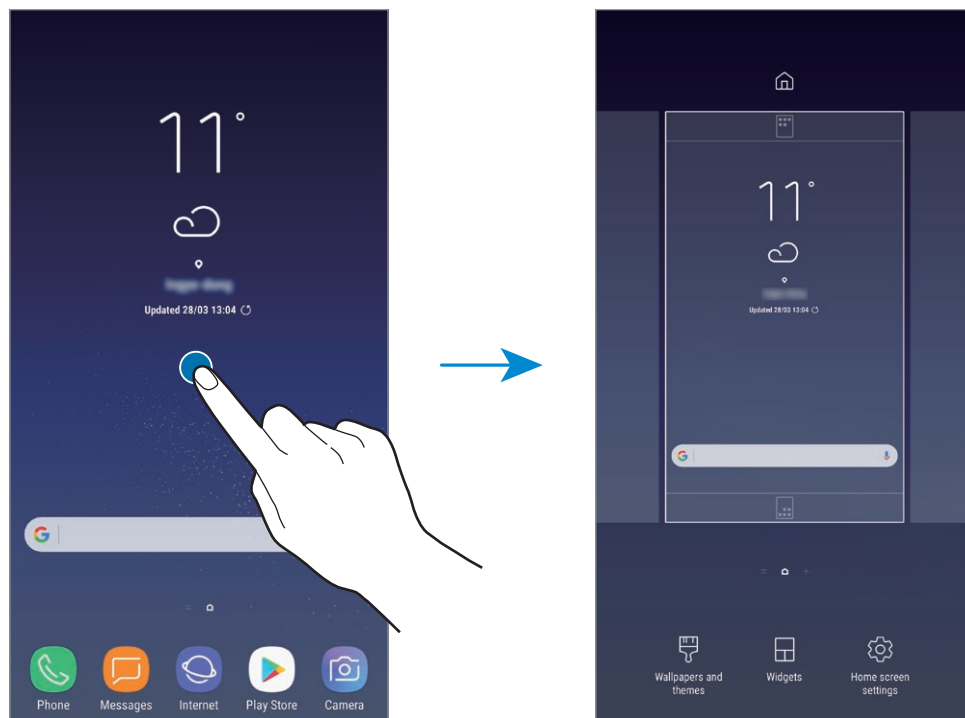 11°
Updated 28/03 13:04
G
Phone
Messages
Internet
Play Store
Camera
11°
Updated 28/03 13:04
G
Wallpapers and
themes
Widgets
Home screen
settings